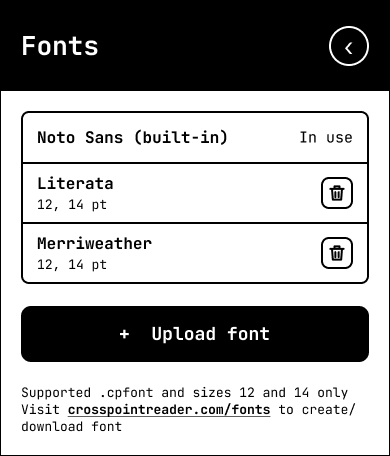 Fonts
‹
Noto Sans (built-in) In use
Literata
12, 14 pt
Merriweather
12, 14 pt
+ Upload font
Supported .cpfont and sizes 12 and 14 only
Visit crosspointreader.com/fonts to create/
download font